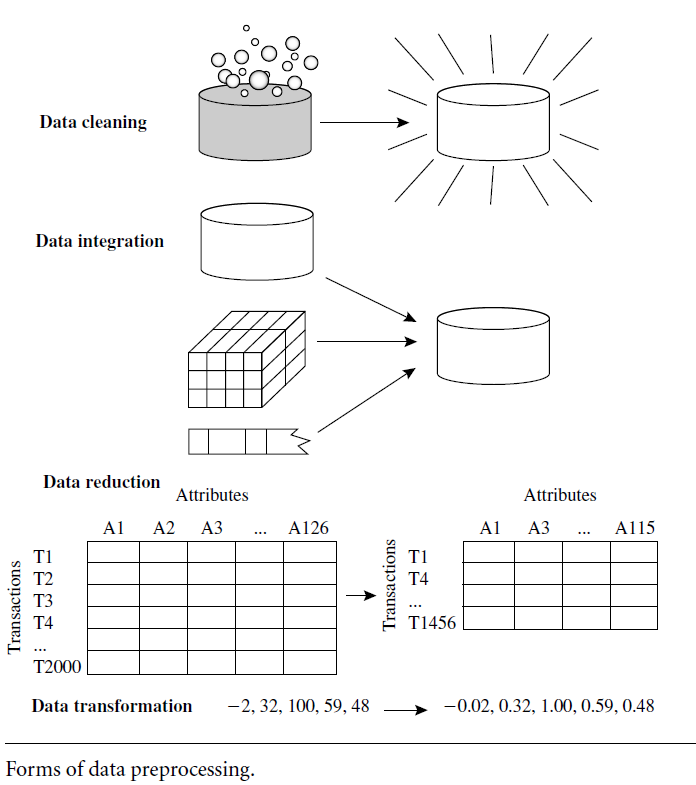 Data cleaning
Data integration
Data reduction
Attributes
A1 A2 A3 ... A126
Transactions
T1
T2
T3
T4
...
T2000
Attributes
A1 A3 ... A115
Transactions
T1
T4
...
T1456
Data transformation −2, 32, 100, 59, 48 −0.02, 0.32, 1.00, 0.59, 0.48
Forms of data preprocessing.